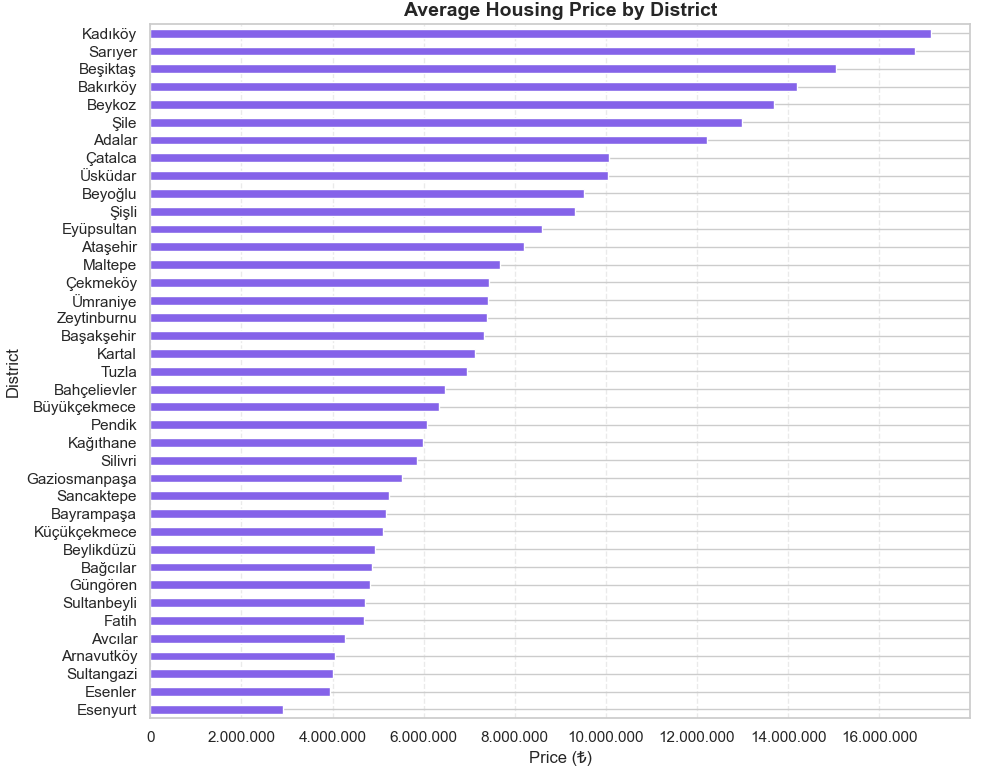 Average Housing Price by District
Kadıköy
Sarıyer
Beşiktaş
Bakırköy
Beykoz
Şile
Adalar
Çatalca
Üsküdar
Beyoğlu
Şişli
Eyüpsultan
Ataşehir
Maltepe
Çekmeköy
Ümraniye
Zeytinburnu
Başakşehir
Kartal
Tuzla
Bahçelievler
Büyükçekmece
Pendik
Kağıthane
Silivri
Gaziosmanpaşa
Sancaktepe
Bayrampaşa
Küçükçekmece
Beylikdüzü
Bağcılar
Güngören
Sultanbeyli
Fatih
Avcılar
Arnavutköy
Sultangazi
Esenler
Esenyurt
District
0 2.000.000 4.000.000 6.000.000 8.000.000 10.000.000 12.000.000 14.000.000 16.000.000
Price (₺)